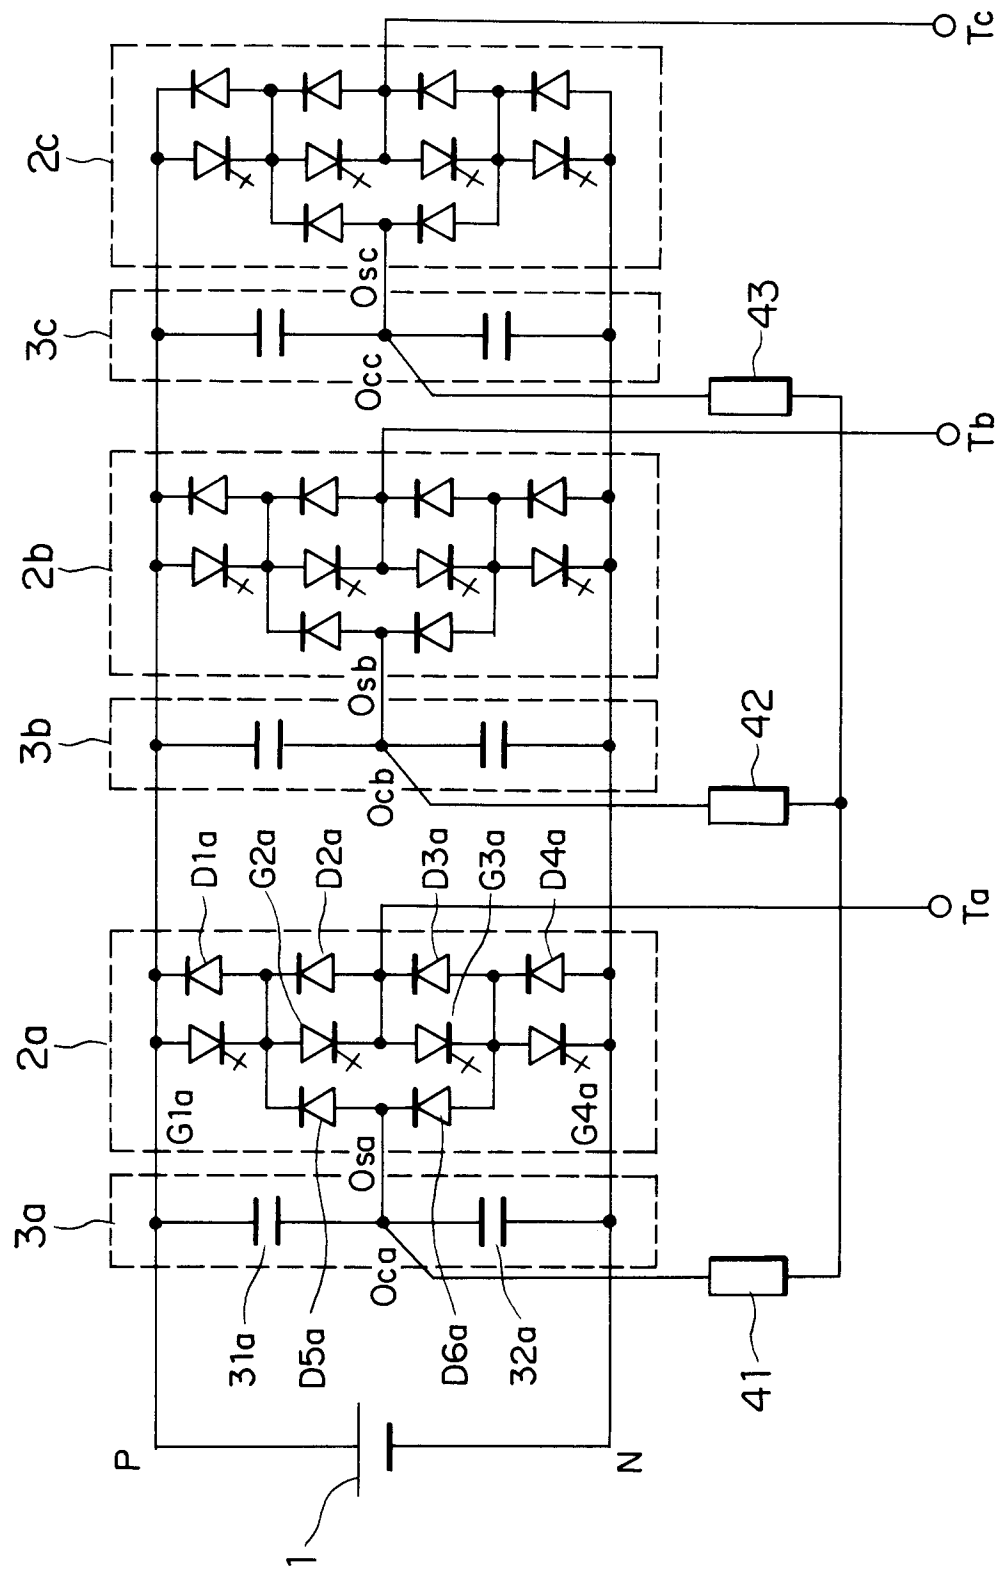 3a
2a
3b
2b
3c
2c
P
G1a
D1a
G2a
D2a
31a
D5a
1
Oca
Osa
Ocb
Osb
Occ
Osc
D6a
32a
D3a
G3a
G4a
D4a
N
41
42
43
Ta
Tb
Tc